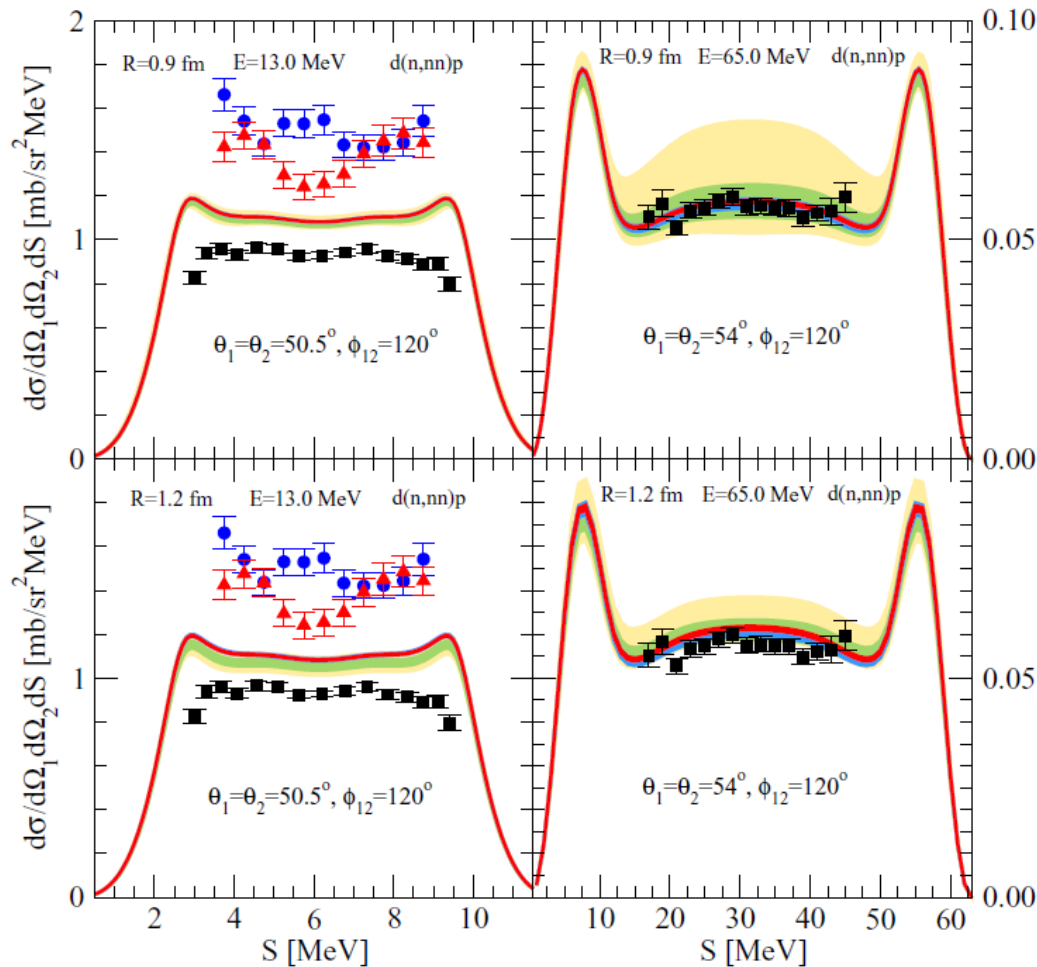 2
0.10
R=0.9 fm E=13.0 MeV d(n,nn)p
R=0.9 fm E=65.0 MeV d(n,nn)p
dσ/dΩ₁dΩ₂dS [mb/sr²MeV]
1
0.05
θ₁=θ₂=50.5°, ϕ₁₂=120°
θ₁=θ₂=54°, ϕ₁₂=120°
0
0.00
R=1.2 fm E=13.0 MeV d(n,nn)p
R=1.2 fm E=65.0 MeV d(n,nn)p
dσ/dΩ₁dΩ₂dS [mb/sr²MeV]
1
0.05
θ₁=θ₂=50.5°, ϕ₁₂=120°
θ₁=θ₂=54°, ϕ₁₂=120°
0
0.00
2 4 6 8 10
10 20 30 40 50 60
S [MeV]
S [MeV]